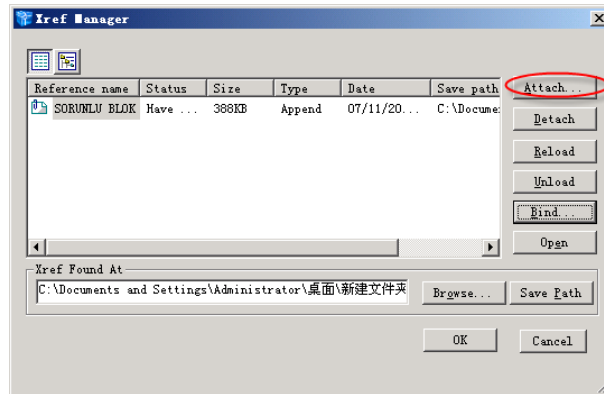 Xref Manager
Reference name Status Size Type Date Save path
SORUNLU BLOK Have ... 388KB Append 07/11/20... C:\Docume
Attach...
Detach
Reload
Unload
Bind...
Open
Xref Found At
C:\Documents and Settings\Administrator\桌面\新建文件夹
Browse... Save Path
OK Cancel